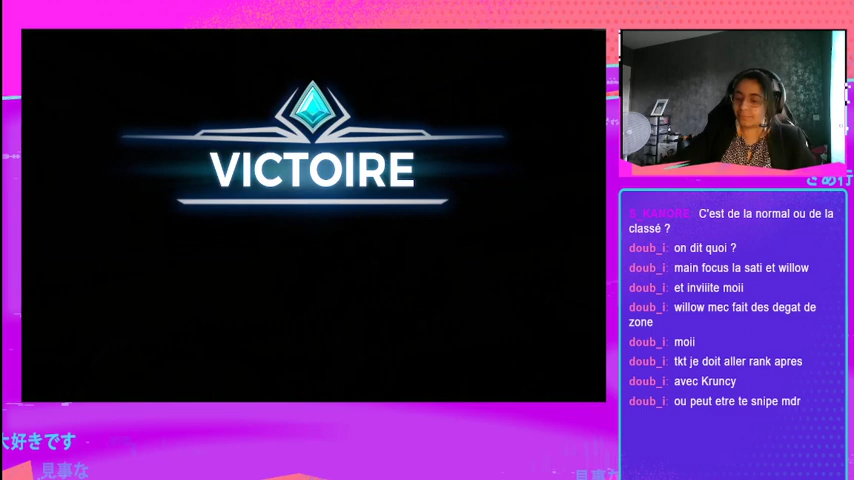 VICTOIRE
S_KANORE: C'est de la normal ou de la
classé ?
doub_i: on dit quoi ?
doub_i: main focus la sati et willow
doub_i: et inviiite moii
doub_i: willow mec fait des degat de
zone
doub_i: moii
doub_i: tkt je doit aller rank apres
doub_i: avec Kruncy
doub_i: ou peut etre te snipe mdr
大好きです
見事な